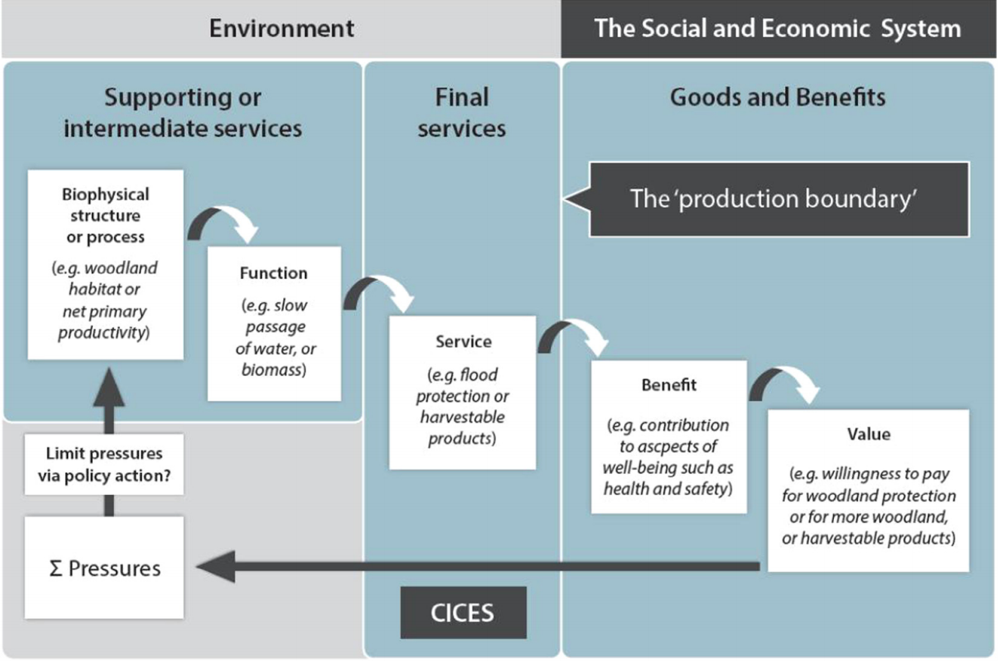 Environment
The Social and Economic System
Supporting or
intermediate services
Final
services
Goods and Benefits
Biophysical
structure
or process
(e.g. woodland
habitat or
net primary
productivity)
Function
(e.g. slow
passage
of water, or
biomass)
Service
(e.g. flood
protection or
harvestable
products)
The 'production boundary'
Benefit
(e.g. contribution
to ascpects of
well-being such as
health and safety)
Value
(e.g. willingness to pay
for woodland protection
or for more woodland,
or harvestable products)
Limit pressures
via policy action?
Σ Pressures
CICES